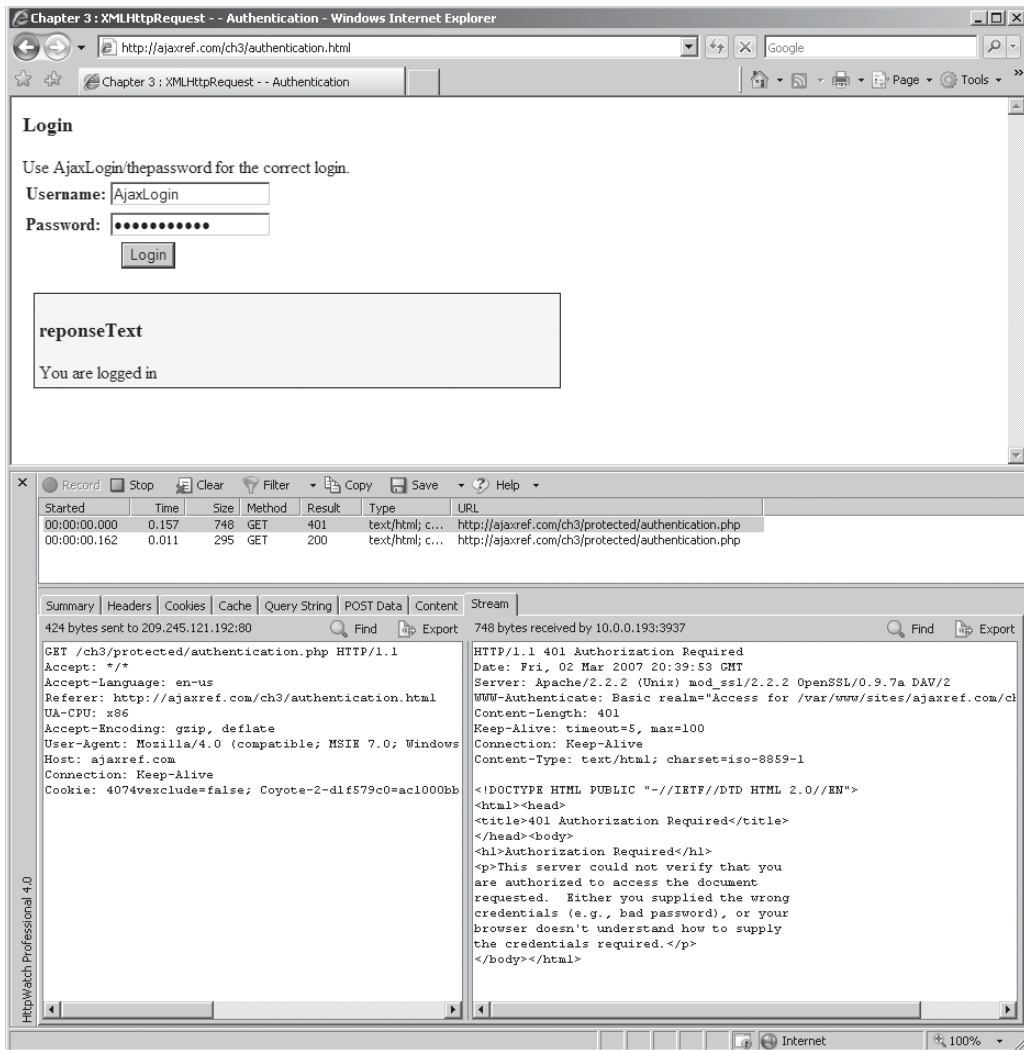 Chapter 3 : XMLHttpRequest - - Authentication - Windows Internet Explorer
http://ajaxref.com/ch3/authentication.html
Google
Chapter 3 : XMLHttpRequest - - Authentication
Page
Tools
Login
Use AjaxLogin/thepassword for the correct login.
Username: AjaxLogin
Password: •••••••••••
Login
reponseText
You are logged in
Record Stop Clear Filter Copy Save Help
Started Time Size Method Result Type URL
00:00:00.000 0.157 748 GET 401 text/html; c... http://ajaxref.com/ch3/protected/authentication.php
00:00:00.162 0.011 295 GET 200 text/html; c... http://ajaxref.com/ch3/protected/authentication.php
Summary Headers Cookies Cache Query String POST Data Content Stream
424 bytes sent to 209.245.121.192:80 Find Export
GET /ch3/protected/authentication.php HTTP/1.1
Accept: */*
Accept-Language: en-us
Referer: http://ajaxref.com/ch3/authentication.html
UA-CPU: x86
Accept-Encoding: gzip, deflate
User-Agent: Mozilla/4.0 (compatible; MSIE 7.0; Windows
Host: ajaxref.com
Connection: Keep-Alive
Cookie: 4074vexclude=false; Coyote-2-d1f579c0=ac1000bb
748 bytes received by 10.0.0.193:3937 Find Export
HTTP/1.1 401 Authorization Required
Date: Fri, 02 Mar 2007 20:39:53 GMT
Server: Apache/2.2.2 (Unix) mod_ssl/2.2.2 OpenSSL/0.9.7a DAV/2
WWW-Authenticate: Basic realm="Access for /var/www/sites/ajaxref.com/ch
Content-Length: 401
Keep-Alive: timeout=5, max=100
Connection: Keep-Alive
Content-Type: text/html; charset=iso-8859-1
<!DOCTYPE HTML PUBLIC "-//IETF//DTD HTML 2.0//EN">
<html><head>
<title>401 Authorization Required</title>
</head><body>
<h1>Authorization Required</h1>
<p>This server could not verify that you
are authorized to access the document
requested.  Either you supplied the wrong
credentials (e.g., bad password), or your
browser doesn't understand how to supply
the credentials required.</p>
</body></html>
HttpWatch Professional 4.0
Internet
100%